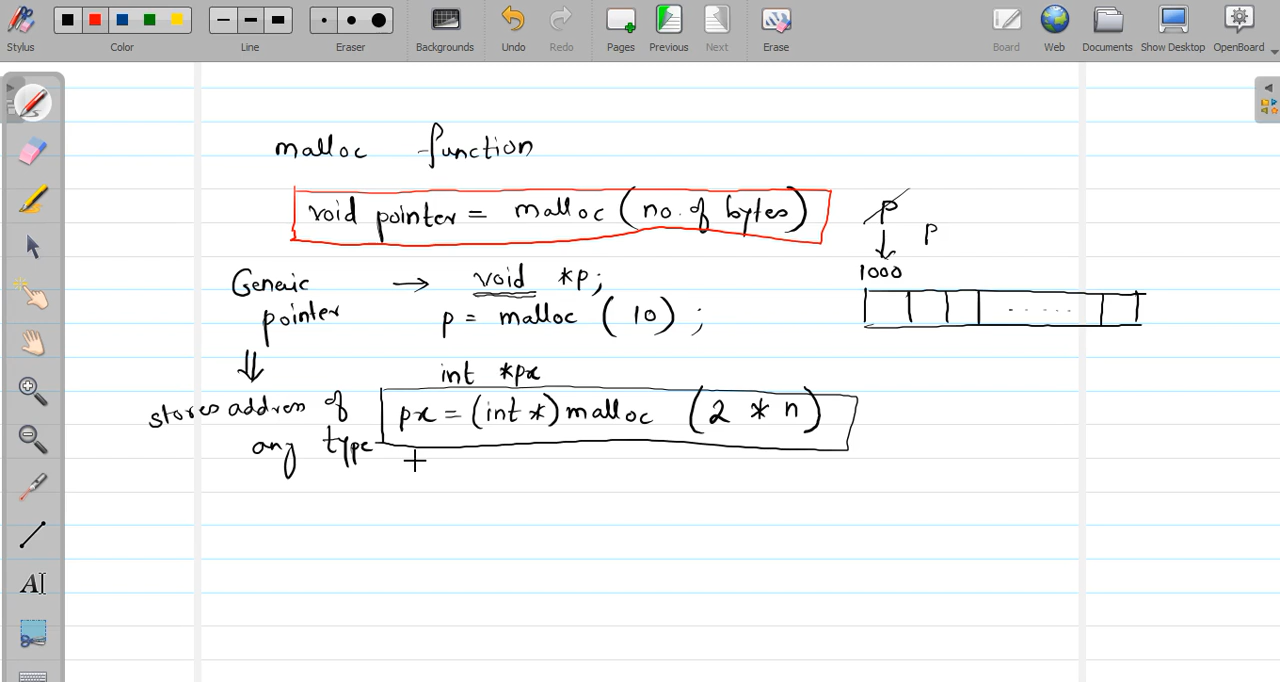 Stylus Color Line Eraser Backgrounds Undo Redo Pages Previous Next Erase Board Web Documents Show Desktop OpenBoard
malloc function
void pointer = malloc (no. of bytes)
p
p
1000
Generic pointer → void *p;
p = malloc (10) ;
int *px
⇓
stores address of any type
px = (int *) malloc (2 * n)
.....
AI